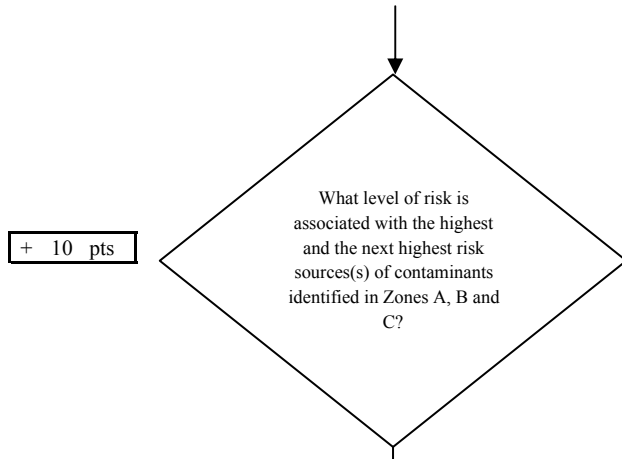 What level of risk is
associated with the highest
+ 10 pts
and the next highest risk
sources(s) of contaminants
identified in Zones A, B and
C?